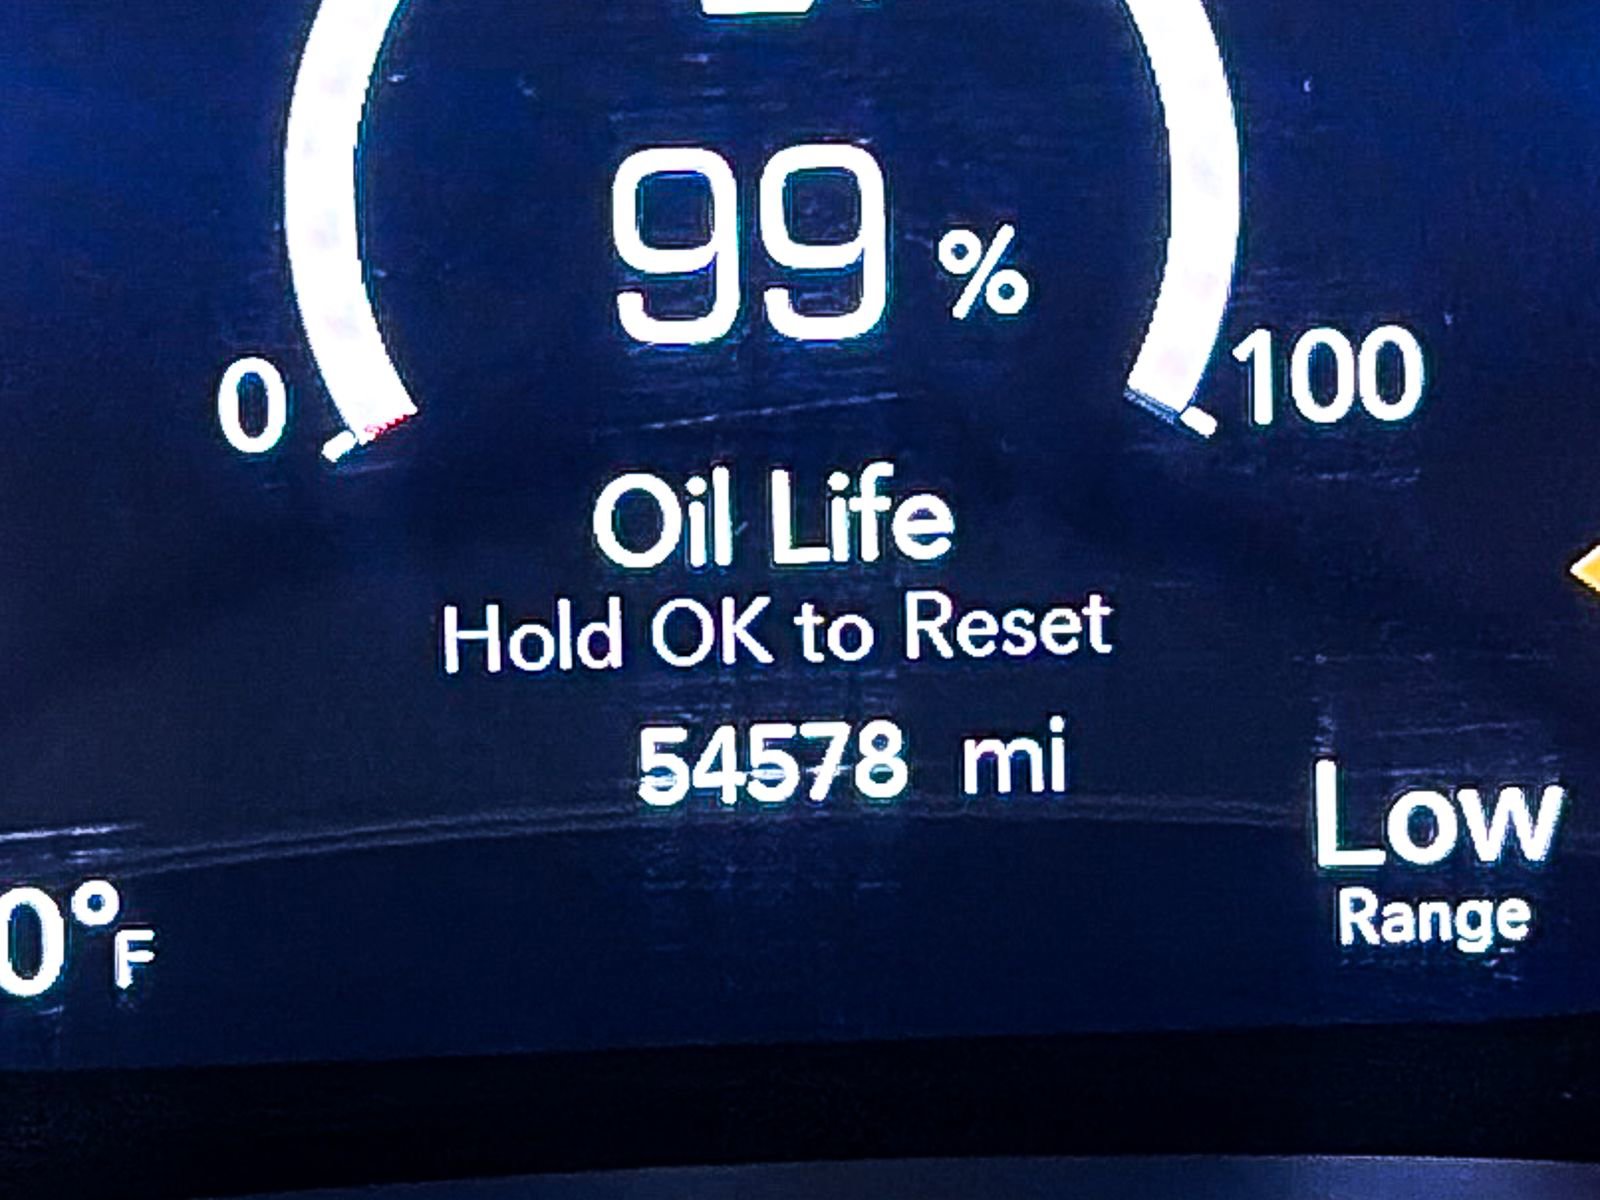 99 %
0
100
Oil Life
Hold OK to Reset
54578 mi
Low
Range
0°F